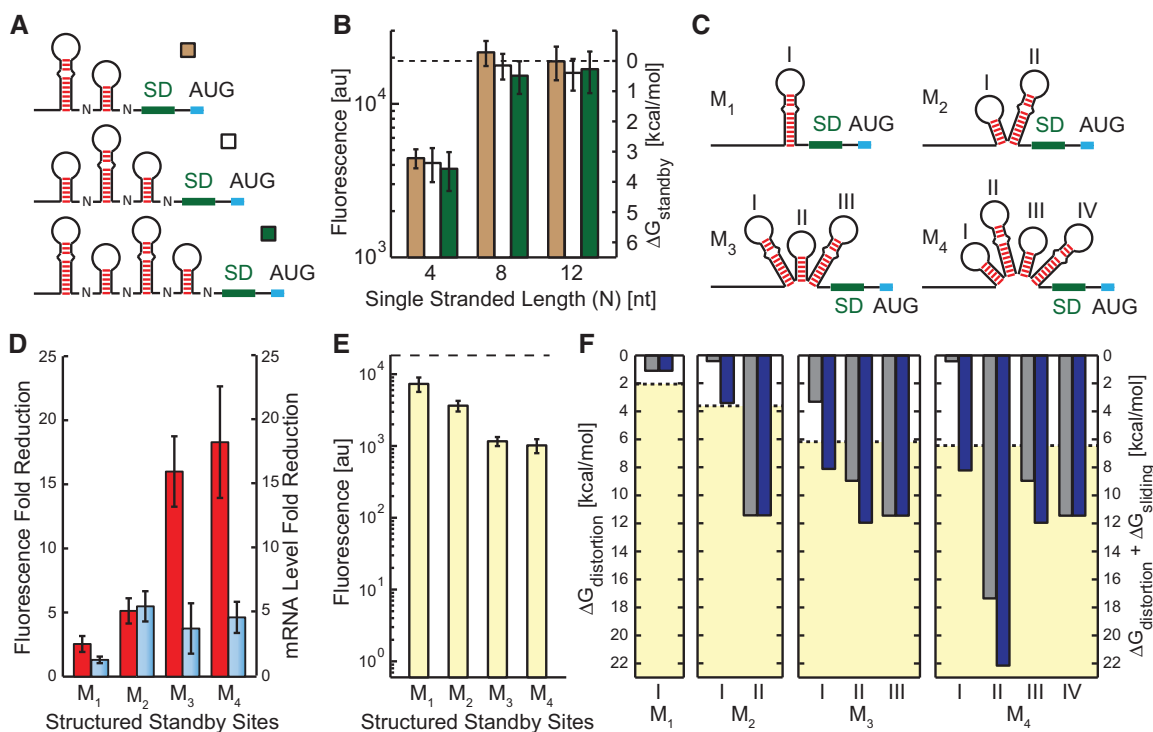 A
SD
AUG
N
N
SD
AUG
N
N
N
SD
AUG
N
N
N
N
B
Fluorescence [au]
10^4
10^3
0
1
2
3
4
5
6
ΔG_standby [kcal/mol]
4
8
12
Single Stranded Length (N) [nt]
C
I
M_1
SD AUG
II
I
M_2
SD AUG
I
II
III
M_3
SD
AUG
II
I
III
IV
M_4
SD
AUG
D
Fluorescence Fold Reduction
25
20
15
10
5
0
25
20
15
10
5
0
mRNA Level Fold Reduction
M_1 M_2 M_3 M_4
Structured Standby Sites
E
Fluorescence [au]
10^4
10^3
10^2
10^1
10^0
M_1 M_2 M_3 M_4
Structured Standby Sites
F
ΔG_distortion [kcal/mol]
0
2
4
6
8
10
12
14
16
18
20
22
0
2
4
6
8
10
12
14
16
18
20
22
ΔG_distortion + ΔG_sliding [kcal/mol]
I
M_1
I II
M_2
I II III
M_3
I II III IV
M_4